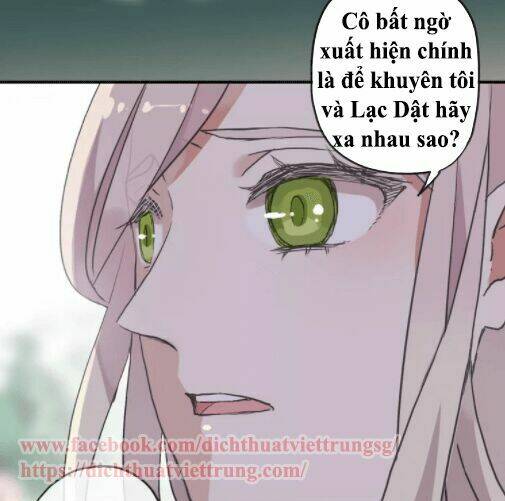 Cô bất ngờ
xuất hiện chính
là để khuyên tôi
và Lạc Dật hãy
xa nhau sao?
www.facebook.com/dichthuatviettrungsg/
https://dichthuatviettrung.com/